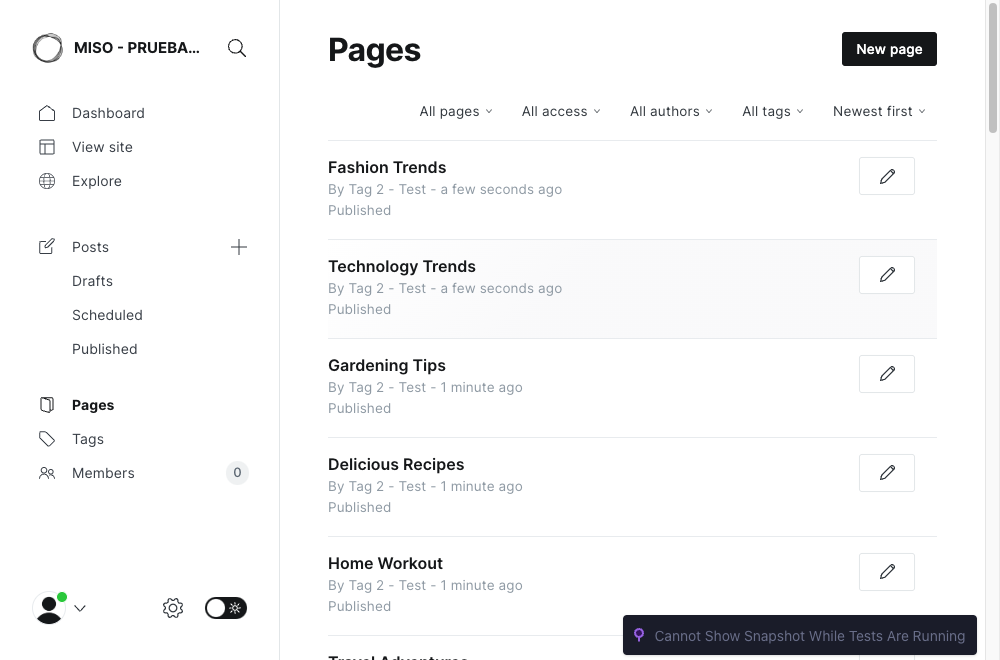 MISO - PRUEBA...
Dashboard
View site
Explore
Posts
Drafts
Scheduled
Published
Pages
Tags
Members
0
Pages
New page
All pages
All access
All authors
All tags
Newest first
Fashion Trends
By Tag 2 - Test - a few seconds ago
Published
Technology Trends
By Tag 2 - Test - a few seconds ago
Published
Gardening Tips
By Tag 2 - Test - 1 minute ago
Published
Delicious Recipes
By Tag 2 - Test - 1 minute ago
Published
Home Workout
By Tag 2 - Test - 1 minute ago
Published
Travel Adventures
Cannot Show Snapshot While Tests Are Running